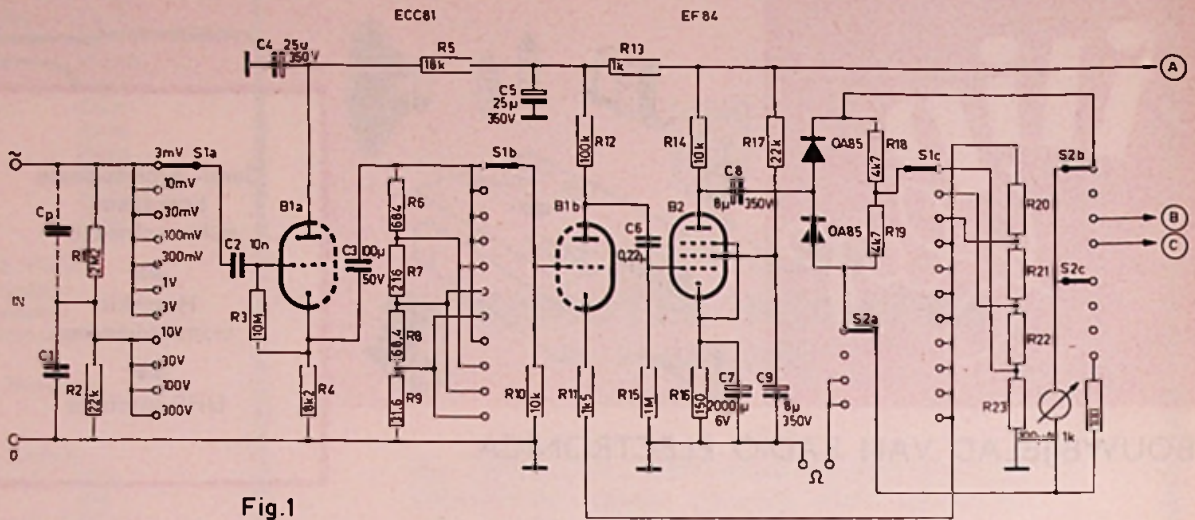 ECC81
EF84
C4
25µ
350V
R5
18k
C5
25µ
350V
R13
1k
A
R12
100k
R14
10k
R17
22k
C8
8µ
350V
OA85
OA85
R18
4k7
R19
4k7
~
3mV
S1a
10mV
30mV
100mV
300mV
1V
3V
10V
30V
100V
300V
Cp
R1
2M2
IN
C1
R2
22k
0
C2
10n
R3
10M
B1a
R4
8k2
C3
100µ
50V
R6
684
R7
216
R8
68,4
R9
31.6
S1b
R10
10k
B1b
R11
1k5
C6
0,22µ
R15
1M
B2
R16
150
C7
2000µ
6V
C9
8µ
350V
Ω
S2a
S1c
R20
R21
R22
R23
S2b
B
C
S2c
1k
Fig.1